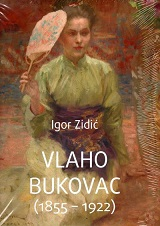 Igor Zidić
VLAHO
BUKOVAC
(1855 – 1922)